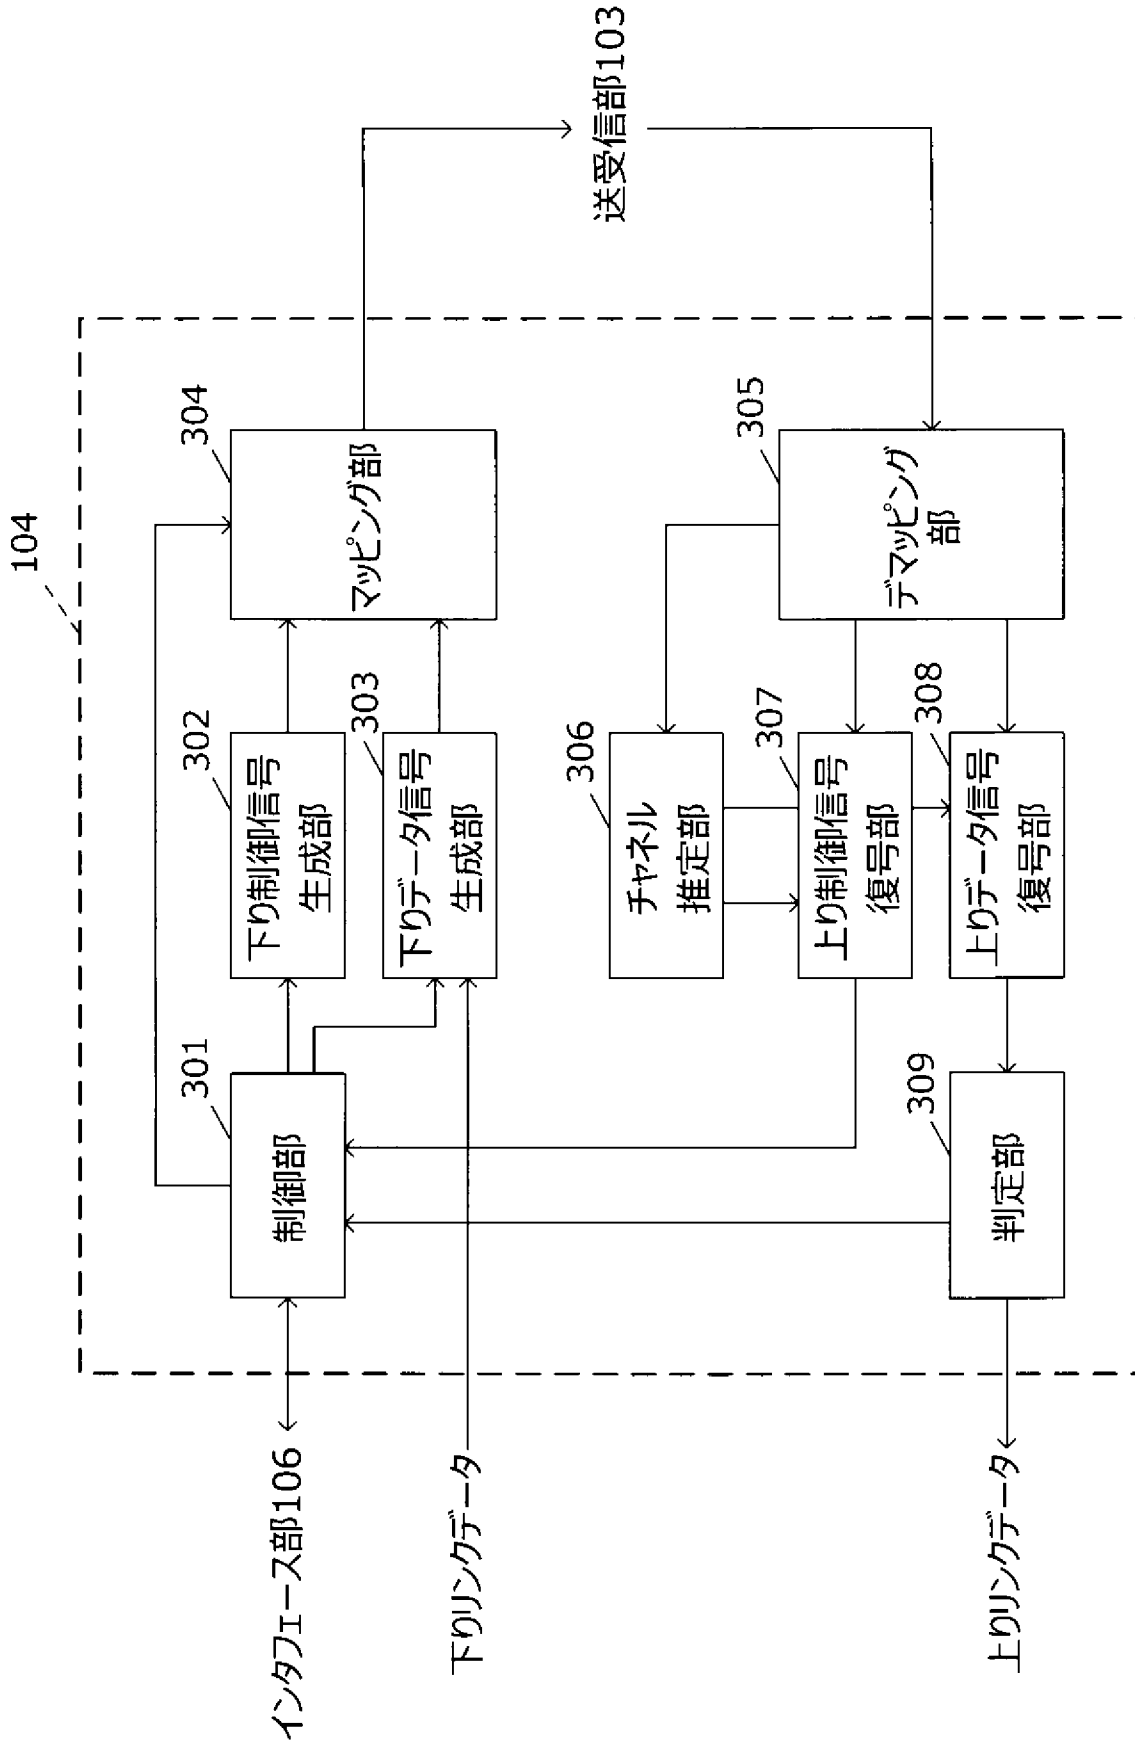 104
インタフェース部106
制御部
301
下り制御信号
生成部
302
マッピング部
304
下りリンクデータ
下りデータ信号
生成部
303
送受信部103
チャネル
推定部
306
デマッピング
部
305
上り制御信号
復号部
307
上りリンクデータ
判定部
309
上りデータ信号
復号部
308